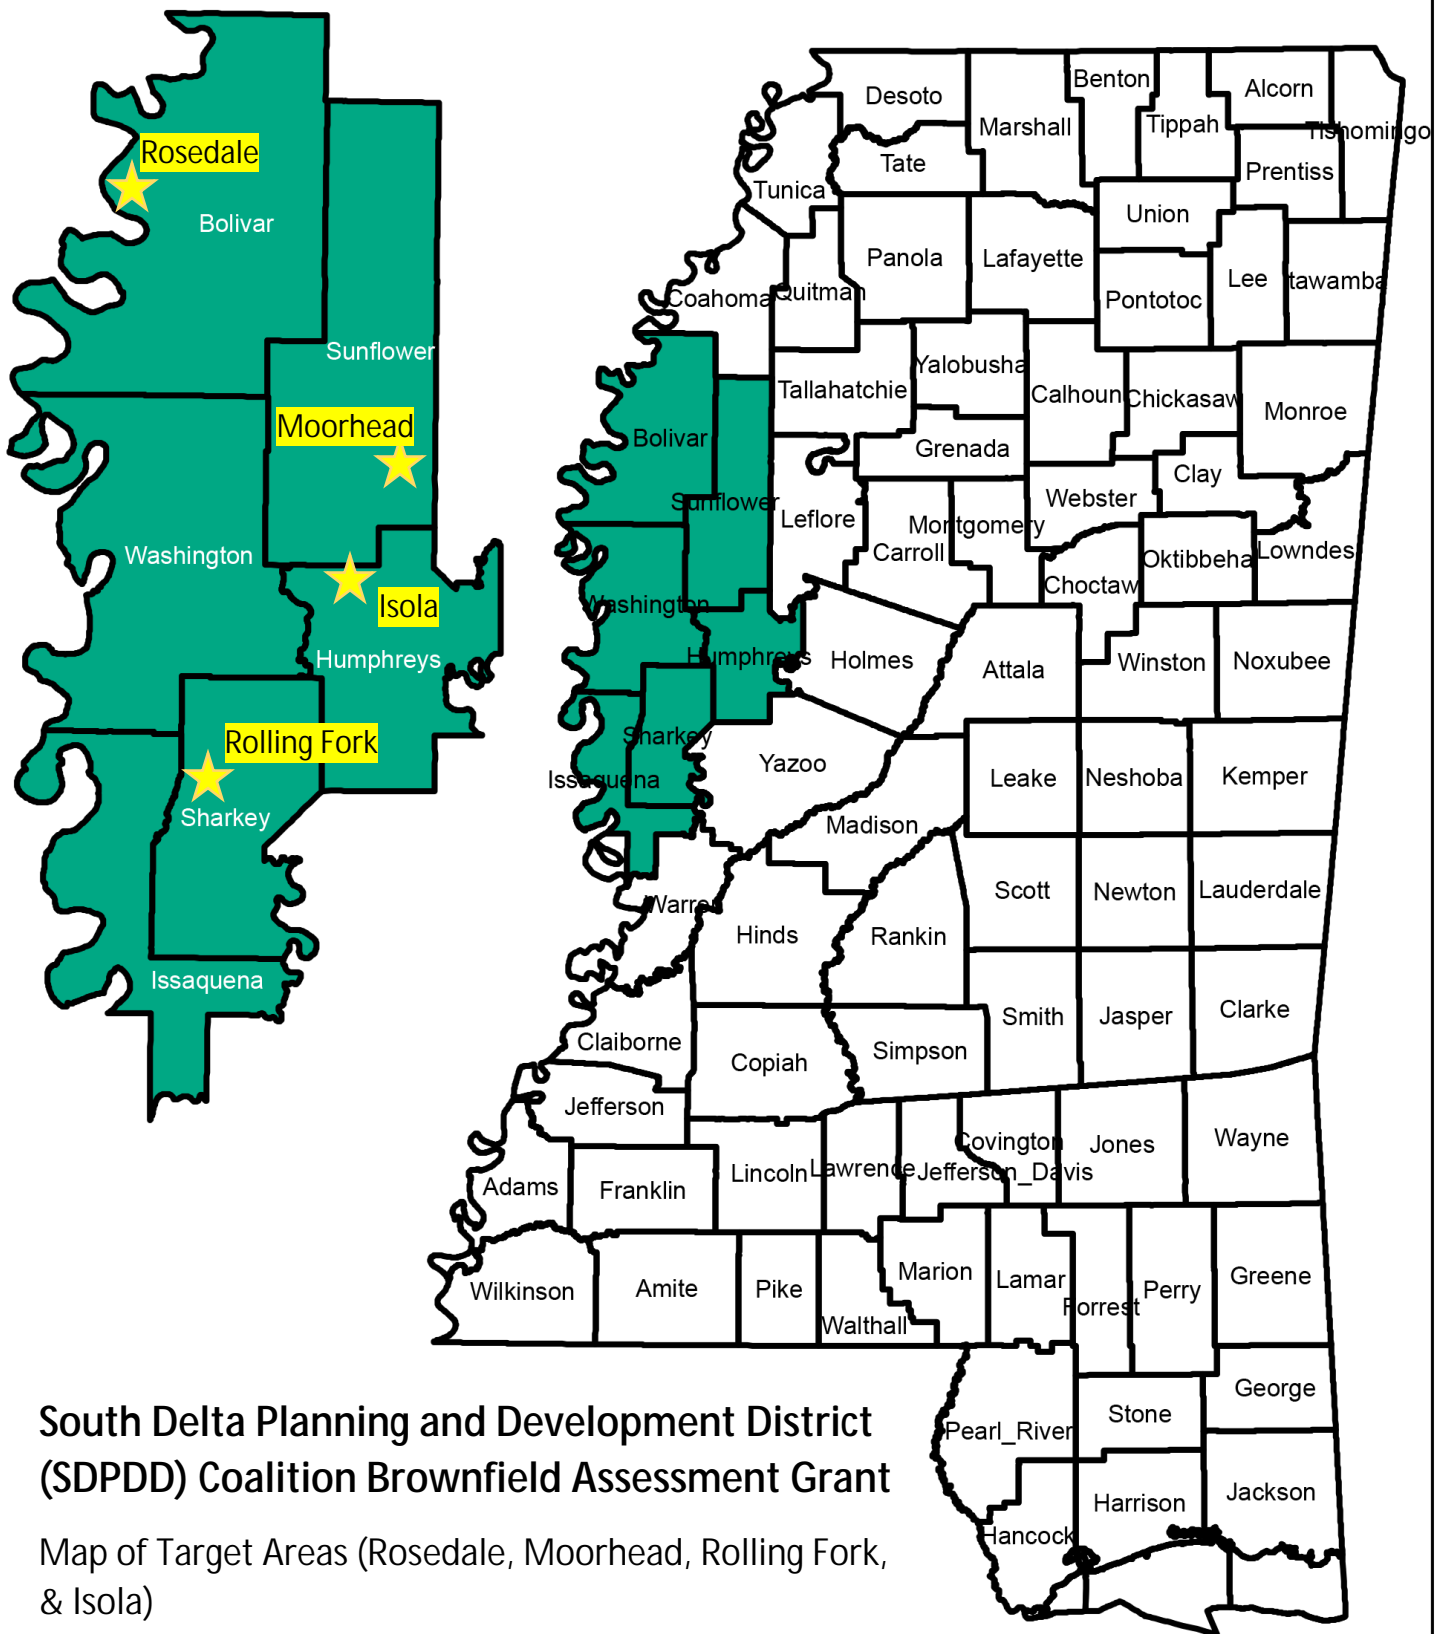 Rosedale
Bolivar
Sunflower
Moorhead
Washington
Isola
Humphreys
Rolling Fork
Sharkey
Issaquena
Desoto
Marshall
Benton
Tippah
Alcorn
Tishomingo
Tate
Tunica
Prentiss
Union
Panola
Lafayette
Coahoma
Quitman
Pontotoc
Lee
tawamba
Yalobusha
Tallahatchie
Calhoun
Chickasaw
Monroe
Bolivar
Grenada
Clay
Sunflower
Leflore
Webster
Montgomery
Carroll
Oktibbeha
Lowndes
Choctaw
Washington
Humphreys
Holmes
Attala
Winston
Noxubee
Sharkey
Issaquena
Yazoo
Leake
Neshoba
Kemper
Madison
Scott
Newton
Lauderdale
Warren
Hinds
Rankin
Smith
Jasper
Clarke
Claiborne
Copiah
Simpson
Jefferson
Covington
Jones
Wayne
Adams
Franklin
Lincoln
Lawrence
Jefferson_Davis
Wilkinson
Amite
Pike
Walthall
Marion
Lamar
Forrest
Perry
Greene
George
Stone
Pearl_River
Harrison
Jackson
Hancock
South Delta Planning and Development District
(SDPDD) Coalition Brownfield Assessment Grant
Map of Target Areas (Rosedale, Moorhead, Rolling Fork,
& Isola)